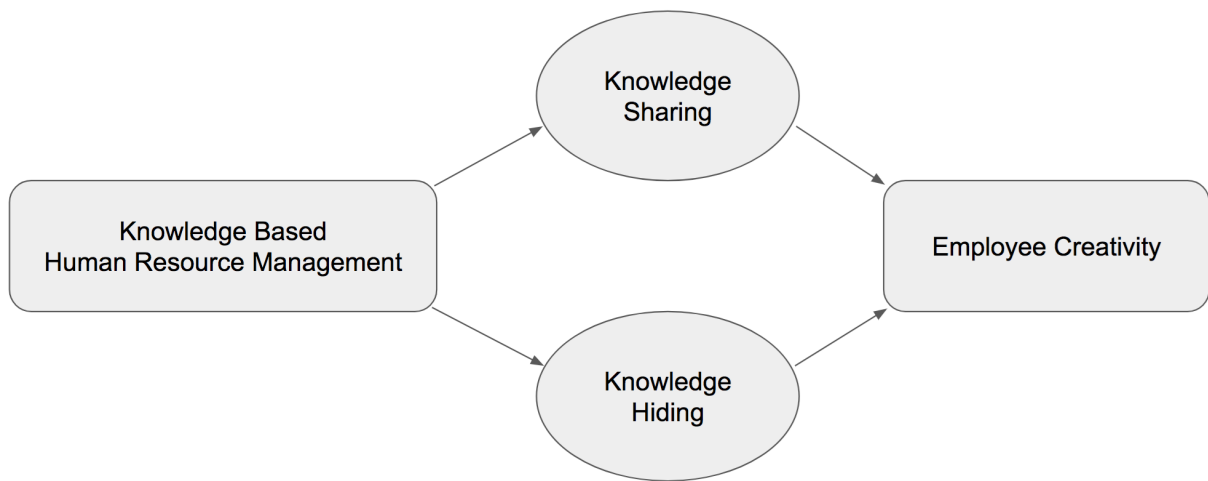 Knowledge
Sharing
Knowledge Based
Human Resource Management
Employee Creativity
Knowledge
Hiding